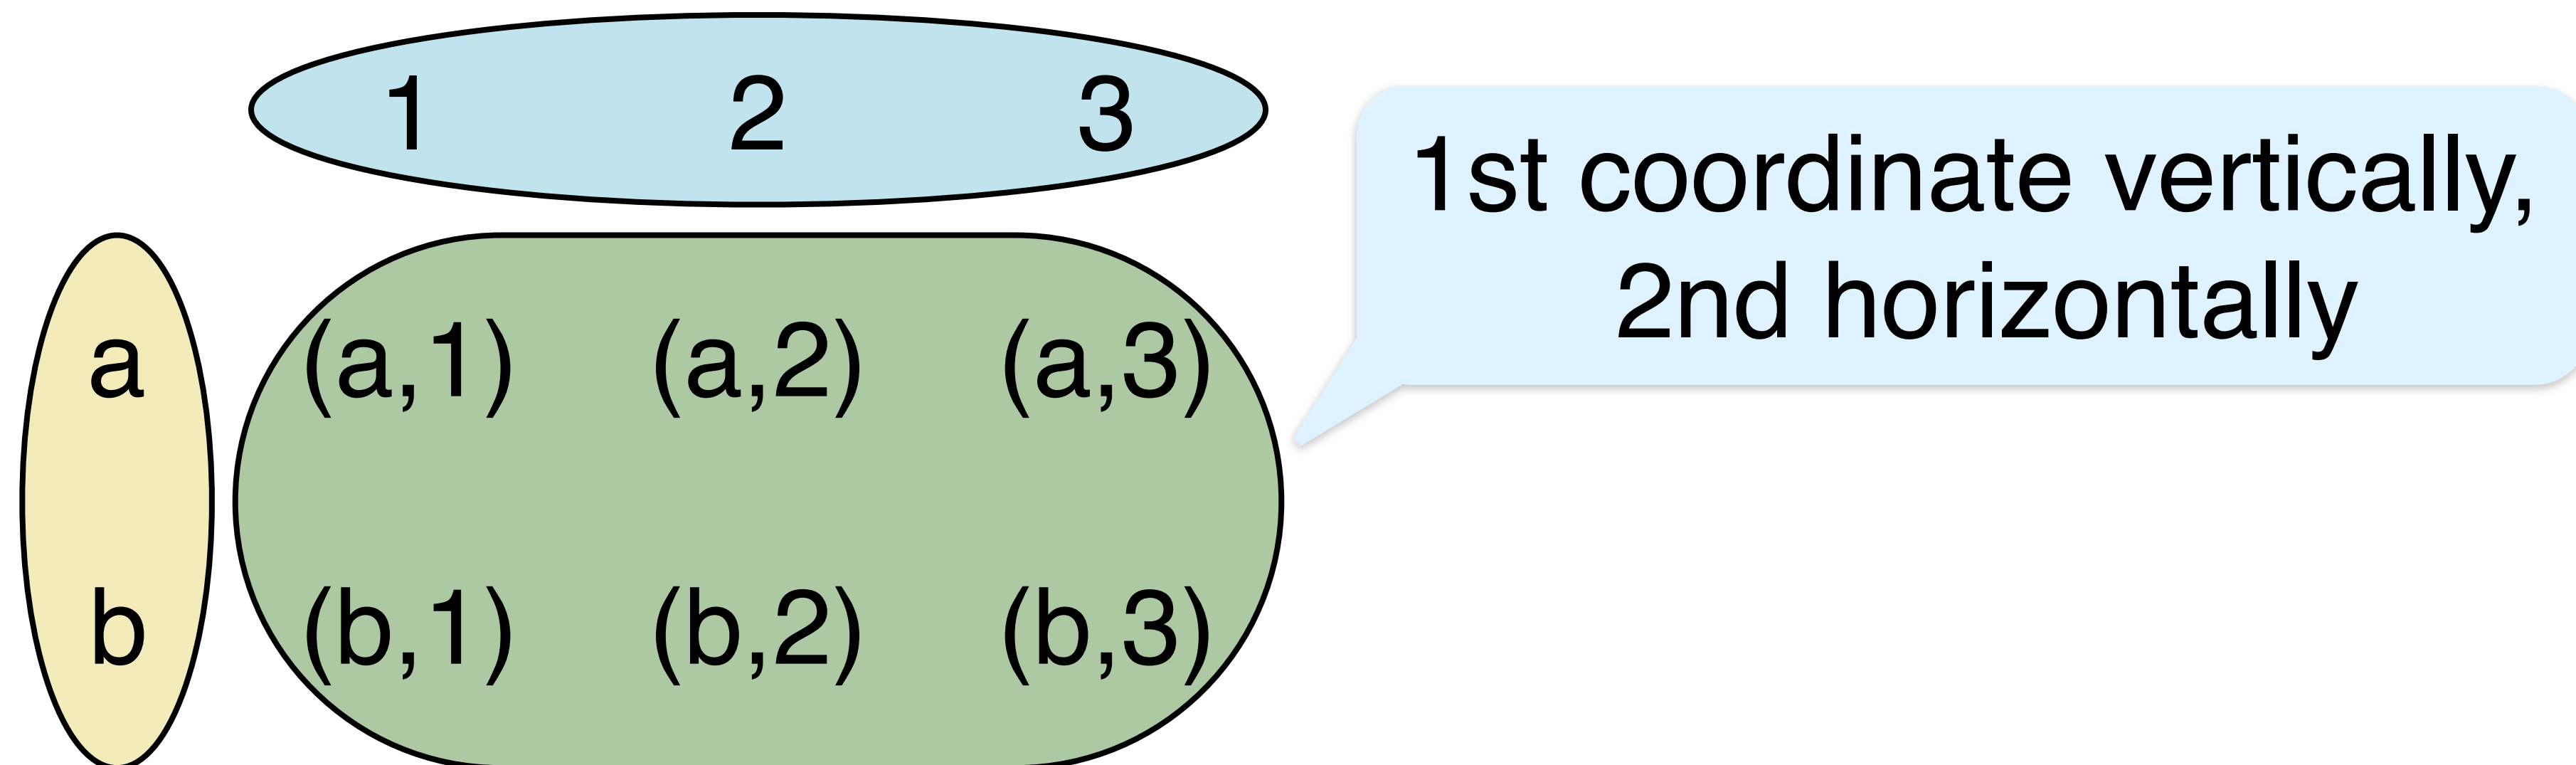 1 2 3
1st coordinate vertically,
2nd horizontally
a (a,1) (a,2) (a,3)
b (b,1) (b,2) (b,3)